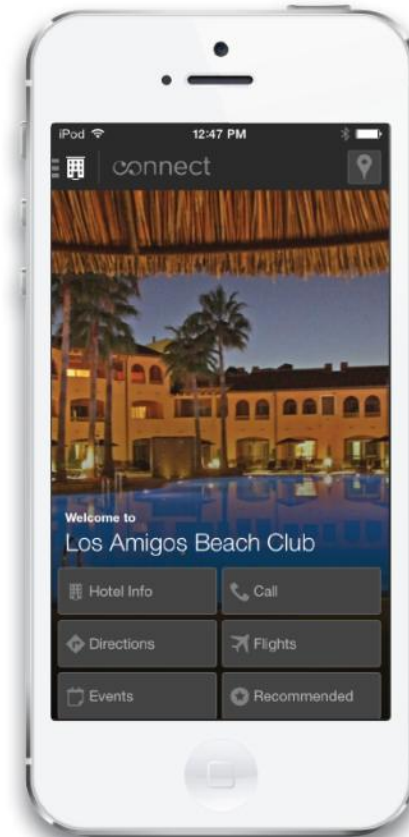 iPod 12:47 PM
connect
Welcome to
Los Amigos Beach Club
Hotel Info Call
Directions Flights
Events Recommended